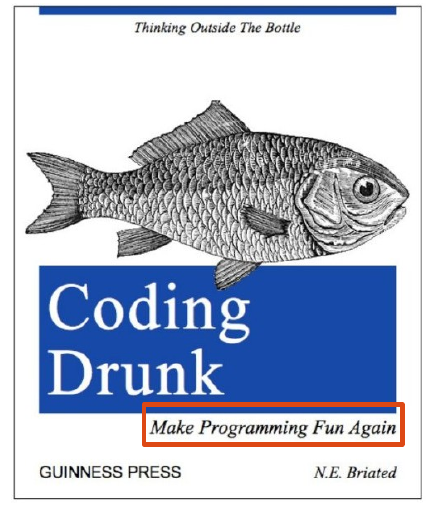 Thinking Outside The Bottle
Coding
Drunk
Make Programming Fun Again
GUINNESS PRESS N.E. Briated